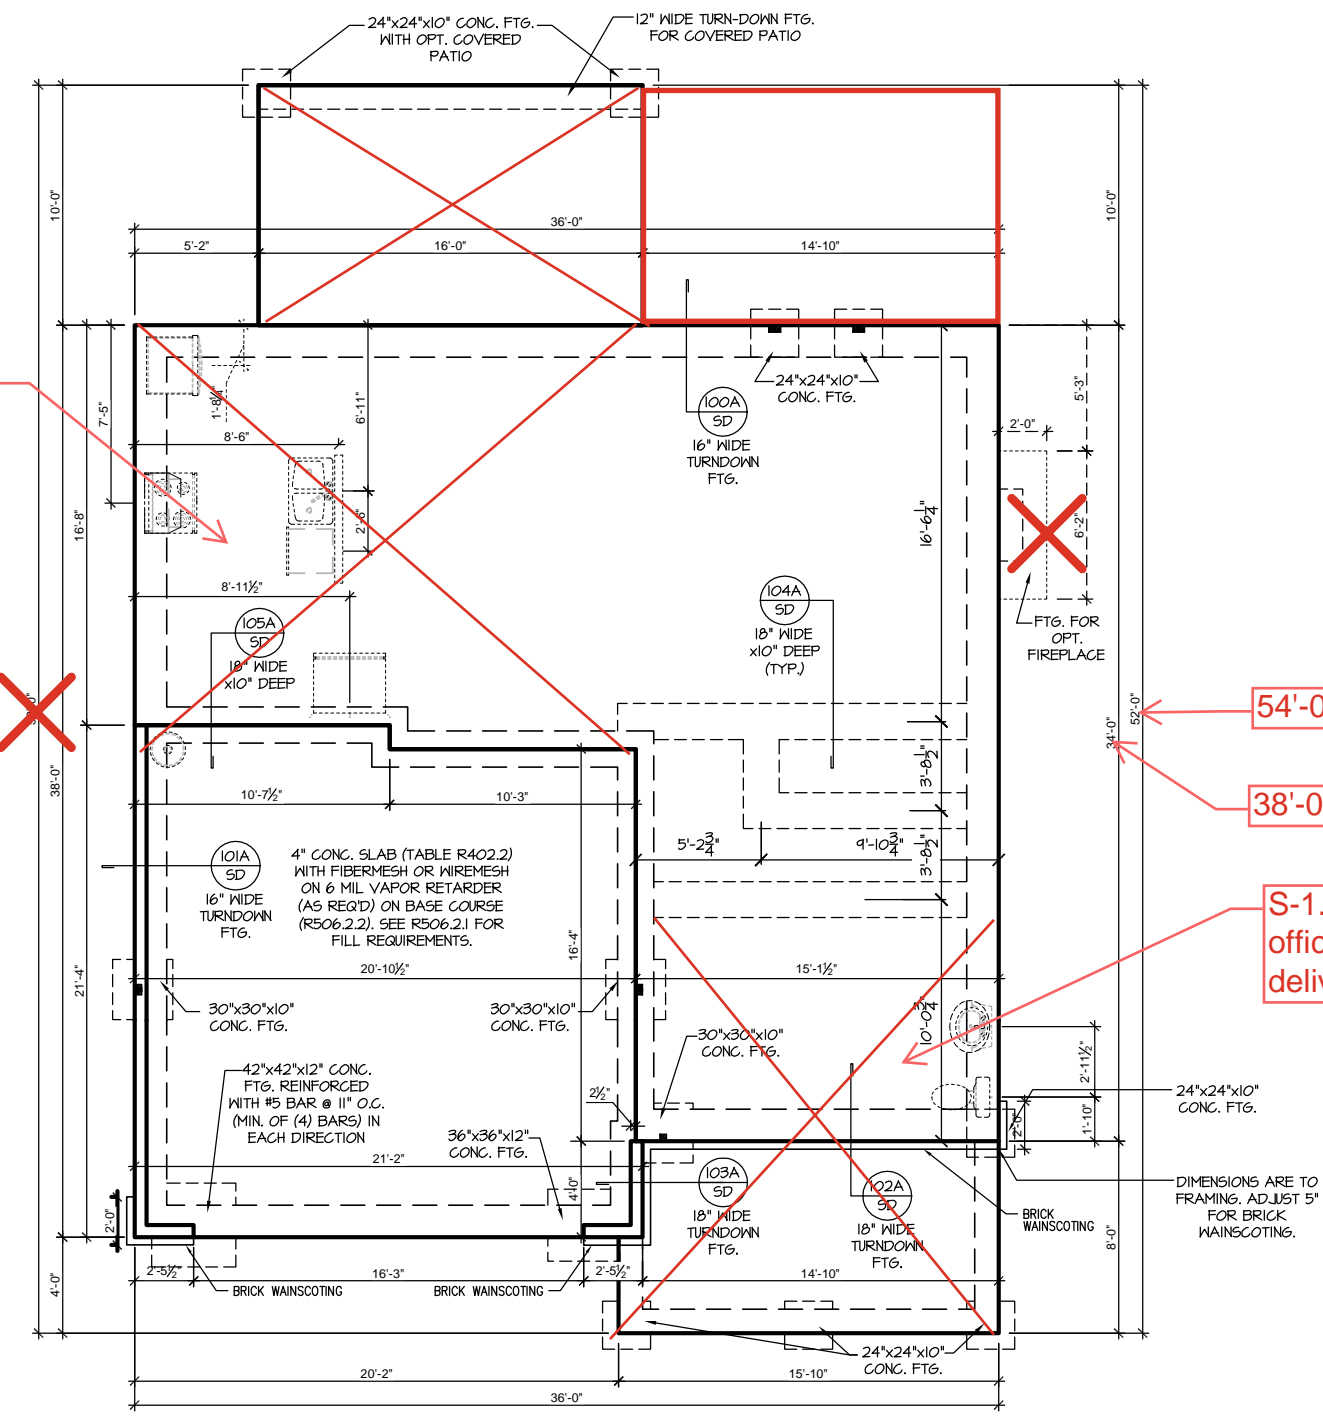 24"x24"x10" CONC. FTG.
WITH OPT. COVERED
PATIO
12" WIDE TURN-DOWN FTG.
FOR COVERED PATIO
10'-0"
10'-0"
36'-0"
5'-2"
16'-0"
14'-10"
24"x24"x10"
CONC. FTG.
100A
SD
16" WIDE
TURNDOWN
FTG.
7'-5"
1'-8¼"
6'-11"
8'-6"
5'-3"
2'-0"
16'-8"
2'-6"
16'-6¼"
6'-2"
8'-11½"
105A
SD
18" WIDE
x10" DEEP
104A
SD
18" WIDE
x10" DEEP
(TYP.)
FTG. FOR
OPT.
FIREPLACE
52'-0"
34'-0"
54'-0
38'-0
38'-0"
3'-8½"
10'-7½"
10'-3"
5'-2¾"
9'-10¾"
3'-8½"
101A
SD
16" WIDE
TURNDOWN
FTG.
4" CONC. SLAB (TABLE R402.2)
WITH FIBERMESH OR WIREMESH
ON 6 MIL VAPOR RETARDER
(AS REQ'D) ON BASE COURSE
(R506.2.2). SEE R506.2.1 FOR
FILL REQUIREMENTS.
S-1.
offic
deliv
16'-4"
21'-4"
20'-10½"
15'-1½"
30"x30"x10"
CONC. FTG.
30"x30"x10"
CONC. FTG.
10'-0¾"
30"x30"x10"
CONC. FTG.
2'-11½"
42"x42"x12" CONC.
FTG. REINFORCED
WITH #5 BAR @ 11" O.C.
(MIN. OF (4) BARS) IN
EACH DIRECTION
2½"
24"x24"x10"
CONC. FTG.
1'-10"
2'-0"
36"x36"x12"
CONC. FTG.
21'-2"
4'-0"
103A
SD
18" WIDE
TURNDOWN
FTG.
102A
SD
18" WIDE
TURNDOWN
FTG.
DIMENSIONS ARE TO
FRAMING. ADJUST 5"
FOR BRICK
WAINSCOTING.
BRICK
WAINSCOTING
2'-0"
8'-0"
4'-0"
2'-5½"
16'-3"
2'-5½"
14'-10"
BRICK WAINSCOTING
BRICK WAINSCOTING
24"x24"x10"
CONC. FTG.
20'-2"
15'-10"
36'-0"